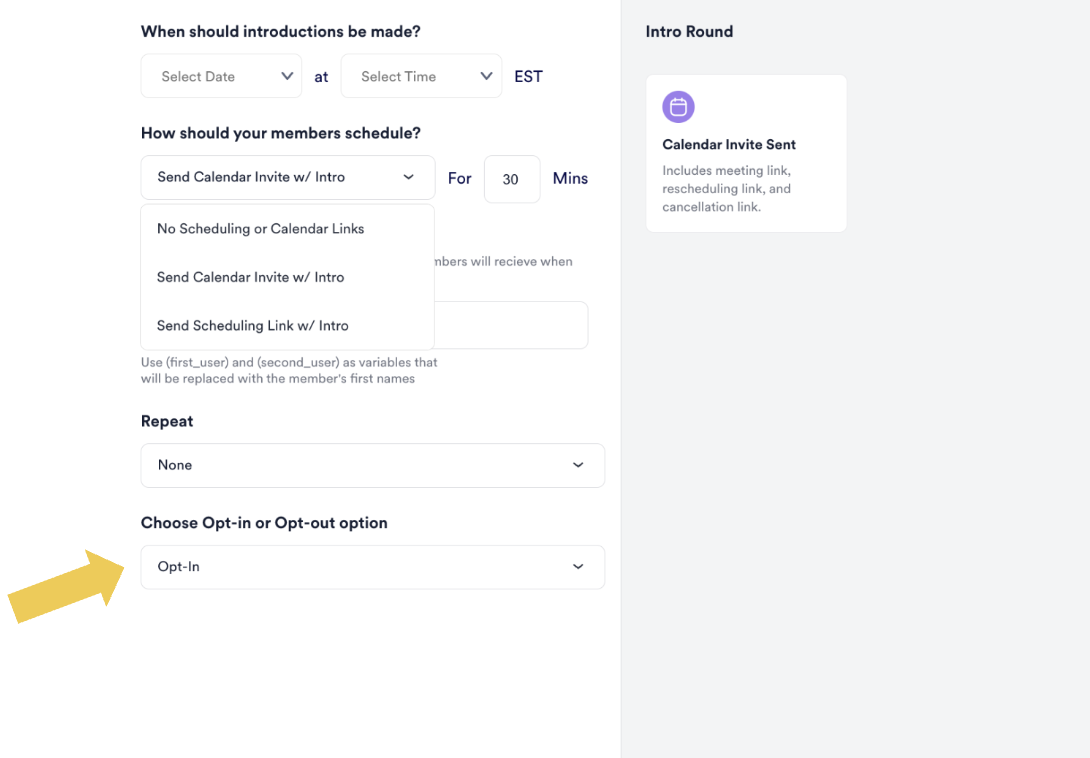 When should introductions be made?
Select Date
at
Select Time
EST
How should your members schedule?
Send Calendar Invite w/ Intro
For
30
Mins
No Scheduling or Calendar Links
Send Calendar Invite w/ Intro
Send Scheduling Link w/ Intro
will recieve when
Use (first_user) and (second_user) as variables that
will be replaced with the member's first names
Repeat
None
Choose Opt-in or Opt-out option
Opt-In
Intro Round
Calendar Invite Sent
Includes meeting link,
rescheduling link, and
cancellation link.